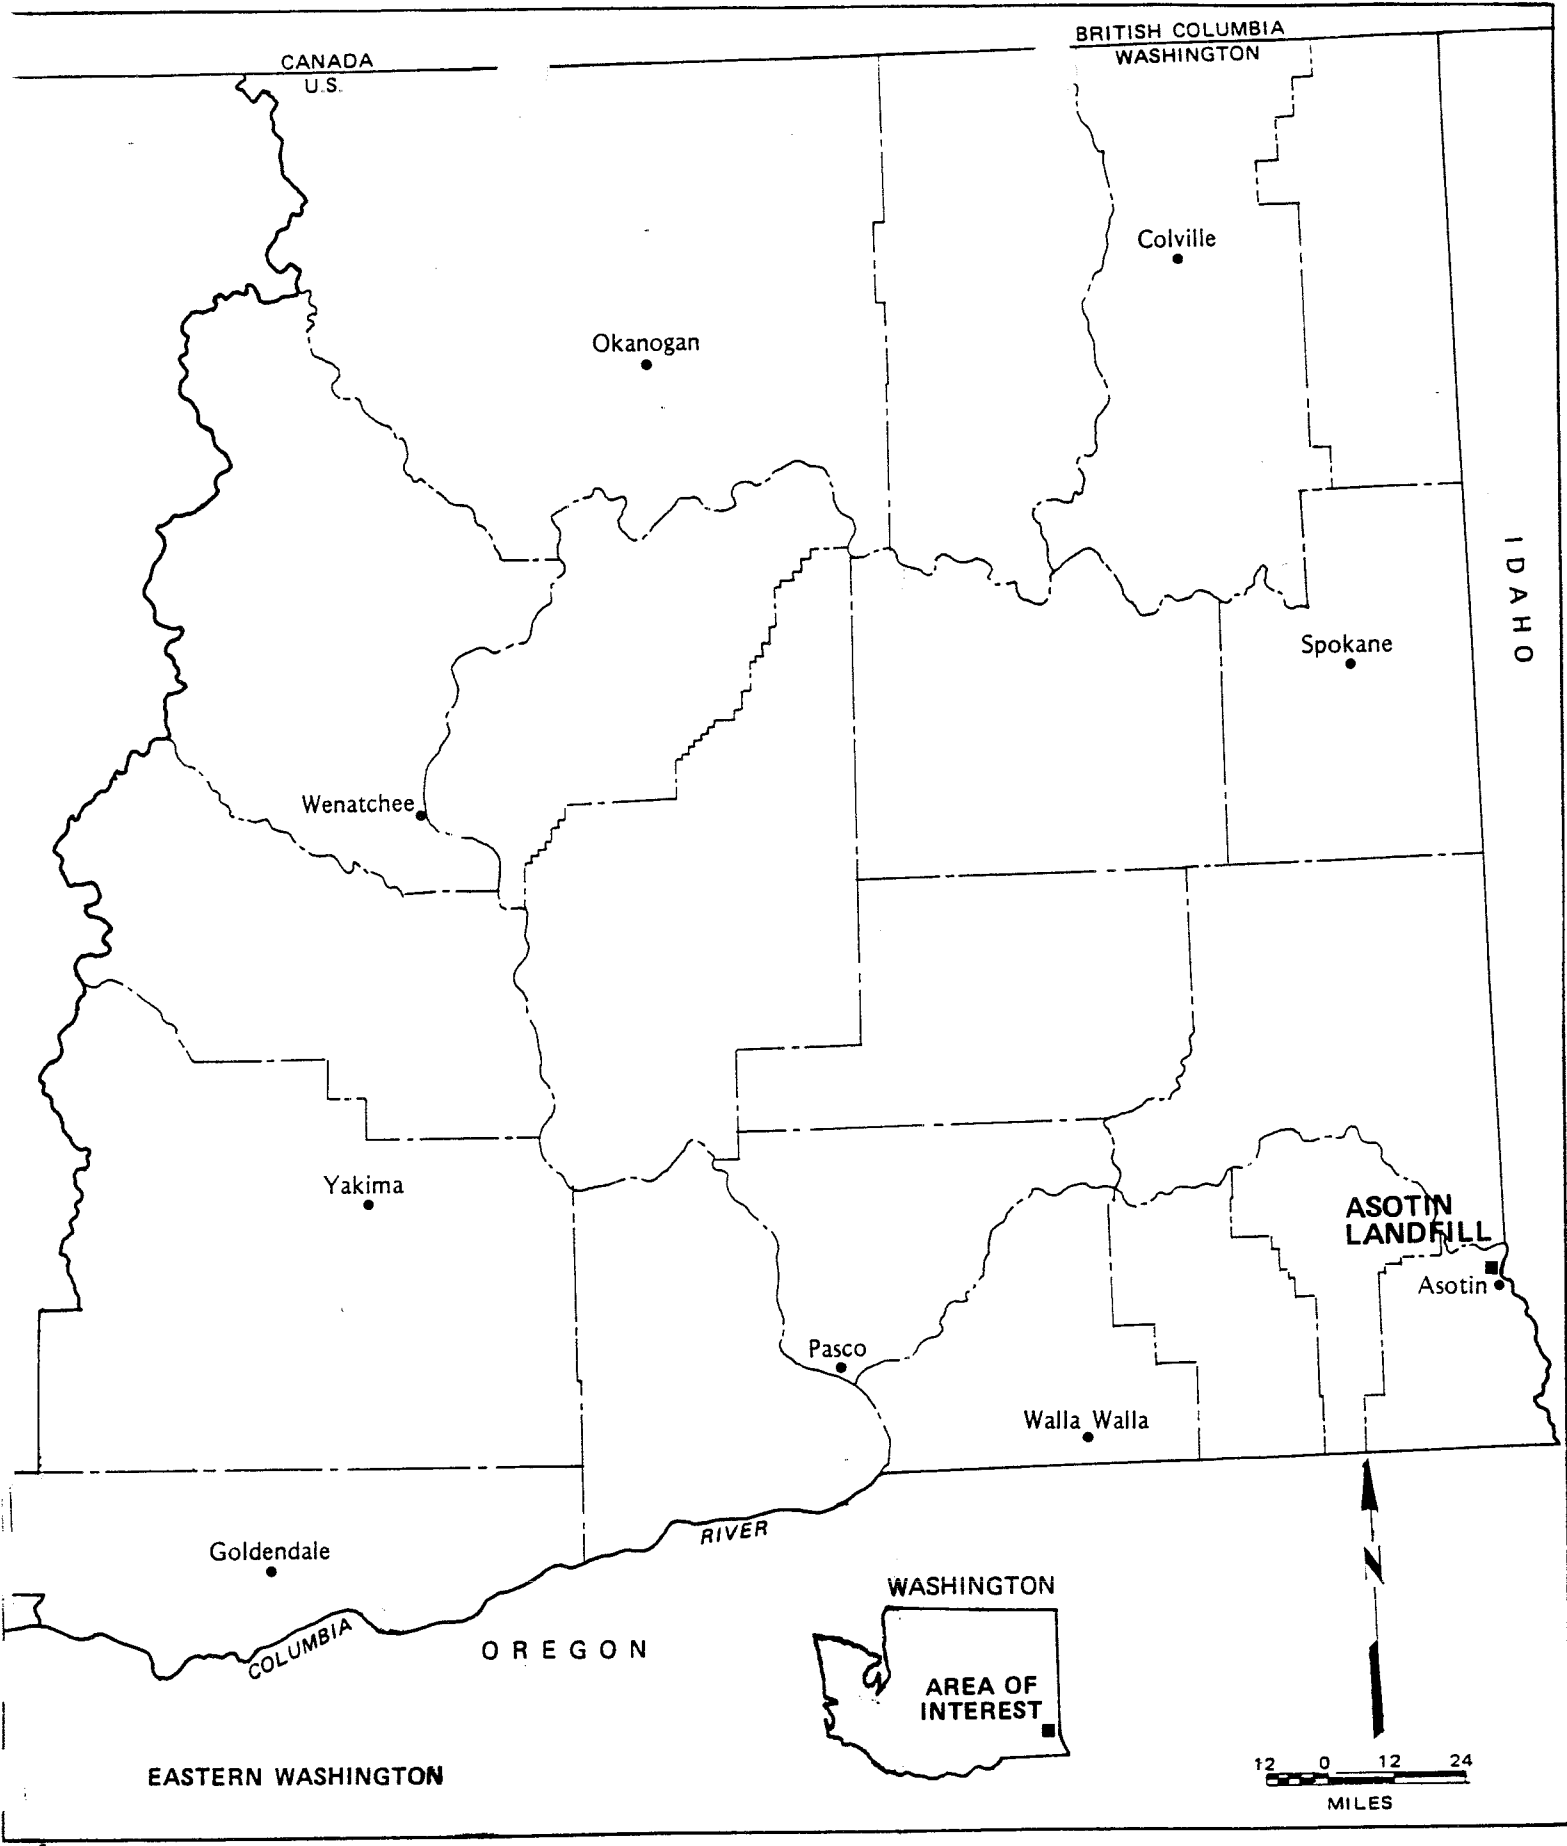 BRITISH COLUMBIA
WASHINGTON
CANADA
U.S.
Colville
Okanogan
IDAHO
Spokane
Wenatchee
Yakima
ASOTIN
LANDFILL
Asotin
Pasco
Walla Walla
RIVER
Goldendale
COLUMBIA
OREGON
WASHINGTON
AREA OF
INTEREST
N
EASTERN WASHINGTON
12 0 12 24
MILES